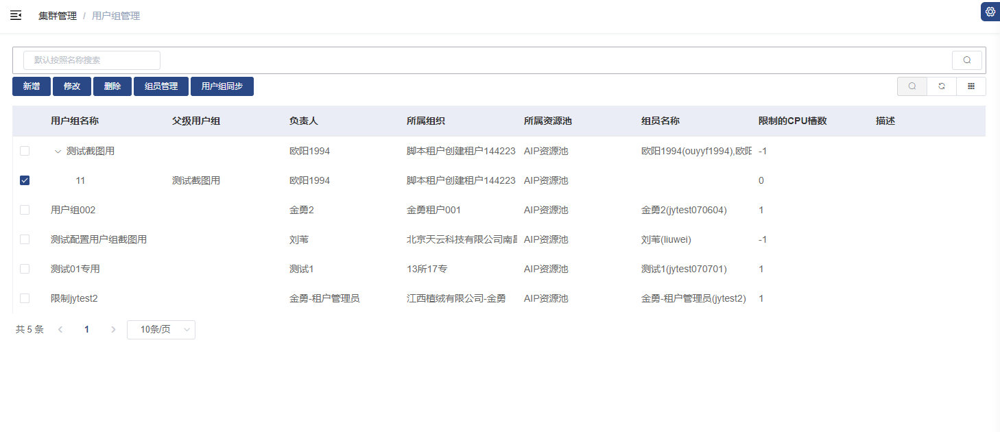 集群管理 / 用户组管理
默认按照名称搜索
新增 修改 删除 组员管理 用户组同步
用户组名称 父级用户组 负责人 所属组织 所属资源池 组员名称 限制的CPU槽数 描述
测试截图用 欧阳1994 脚本租户创建租户144223 AIP资源池 欧阳1994(ouyyf1994),欧阳 -1
11 测试截图用 欧阳1994 脚本租户创建租户144223 AIP资源池 0
用户组002 金勇2 金勇租户001 AIP资源池 金勇2(jytest070604) 1
测试配置用户组截图用 刘苇 北京天云科技有限公司南昌 AIP资源池 刘苇(liuwei) -1
测试01专用 测试1 13所17专 AIP资源池 测试1(jytest070701) 1
限制jytest2 金勇-租户管理员 江西植绒有限公司-金勇 AIP资源池 金勇-租户管理员(jytest2) 1
共 5 条 1 10条/页